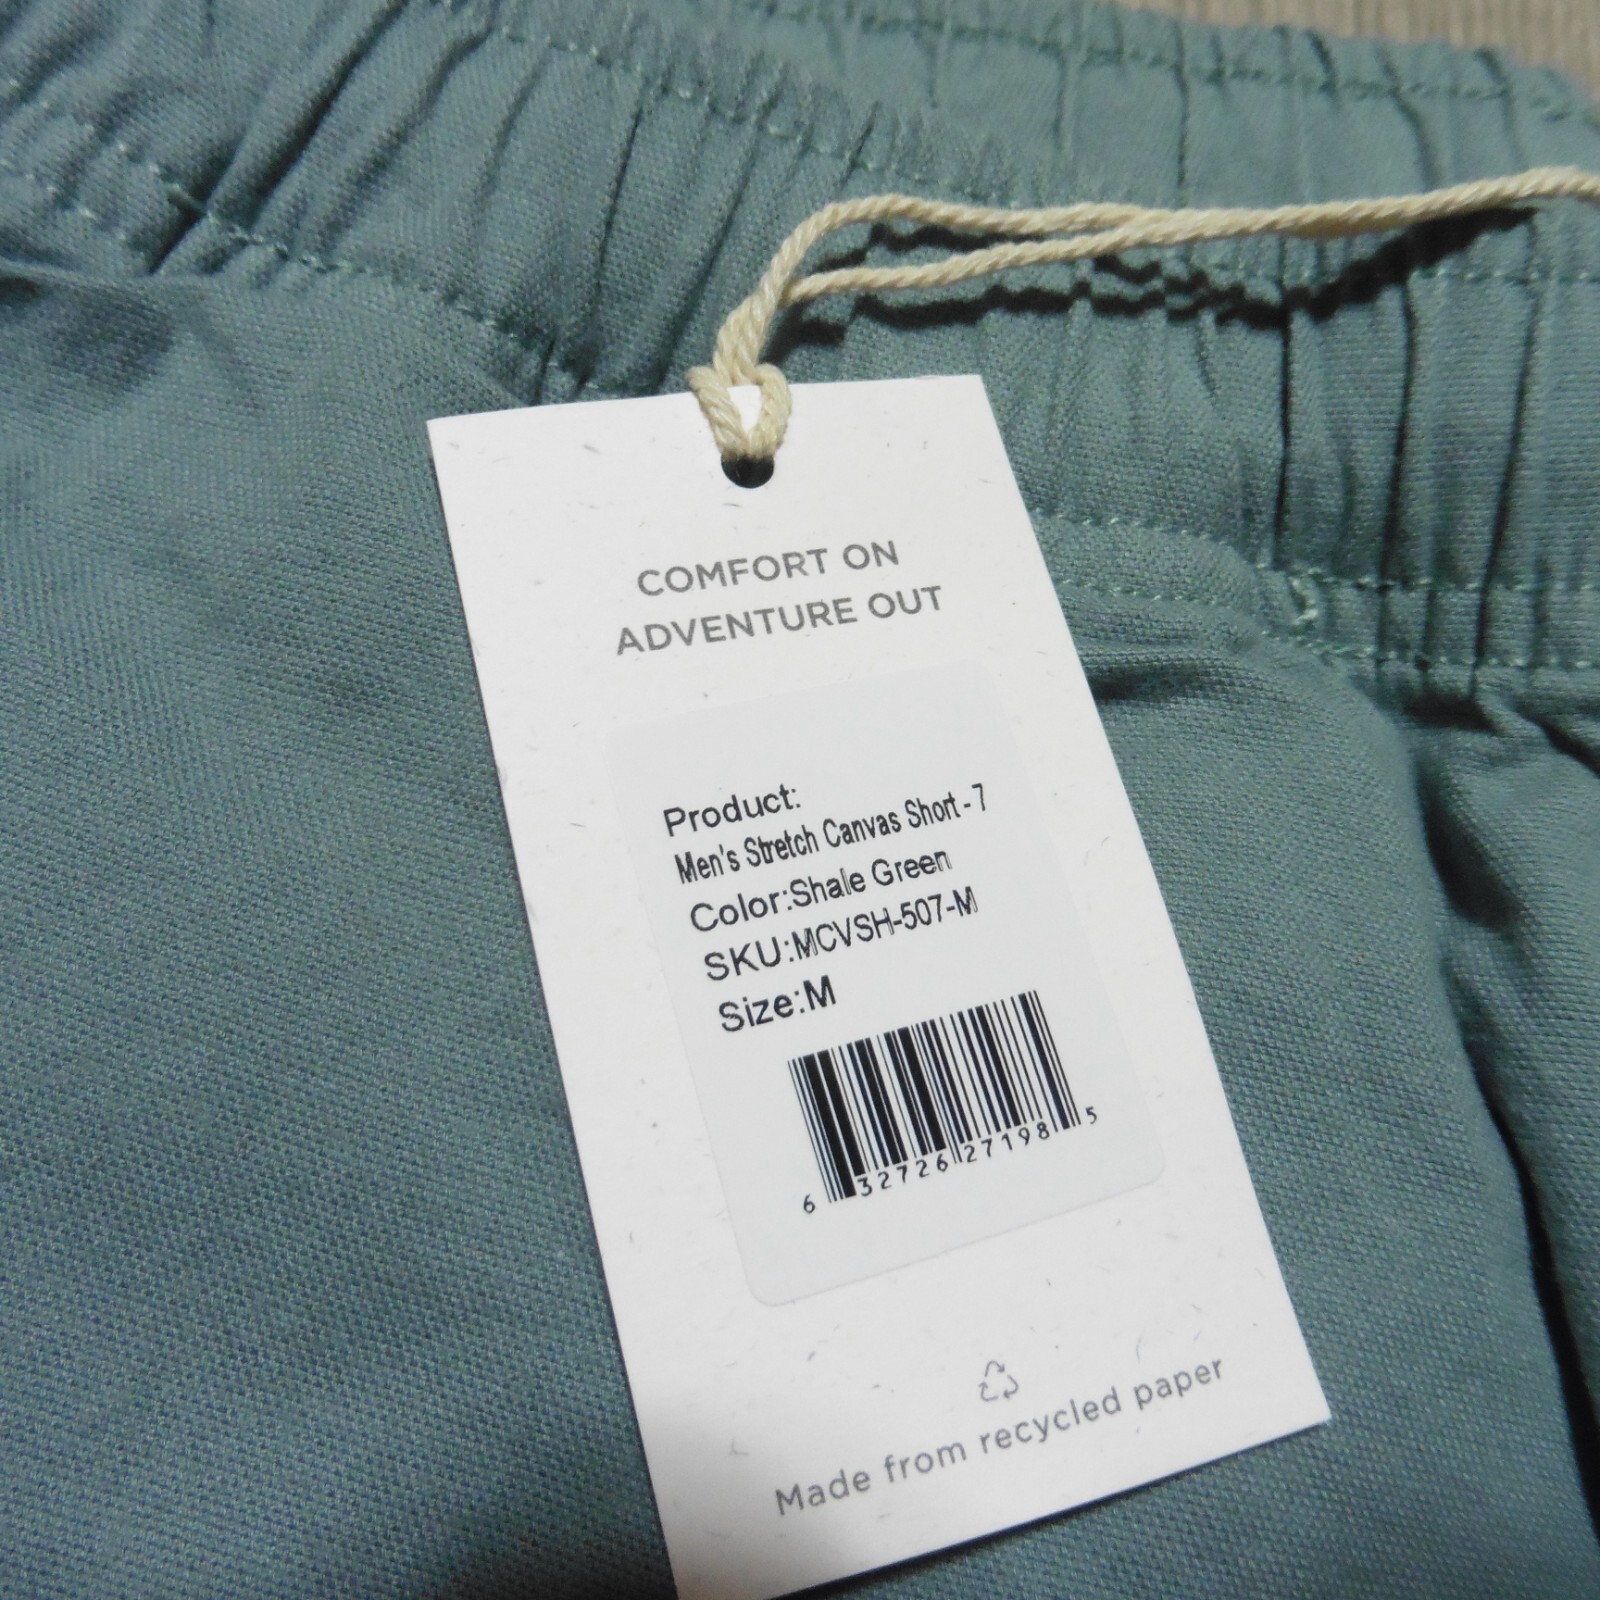 COMFORT ON
ADVENTURE OUT
Product:
Men's Stretch Canvas Short - 7
Color:Shale Green
SKU:MCVSH-507-M
Size:M
6 32726 27198 5
Made from recycled paper